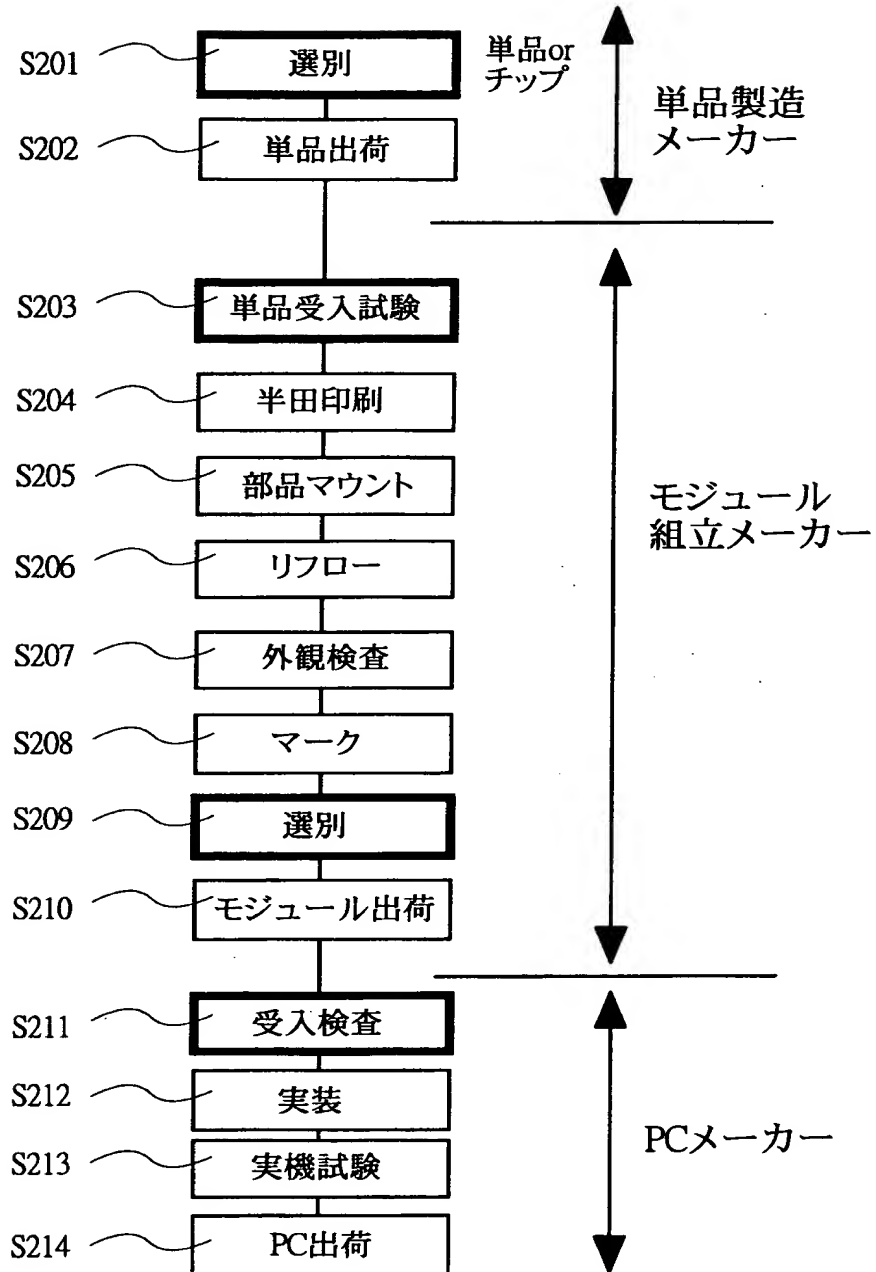 S201
選別
単品or
チップ
単品製造
メーカー
S202
単品出荷
S203
単品受入試験
S204
半田印刷
S205
部品マウント
モジュール
組立メーカー
S206
リフロー
S207
外観検査
S208
マーク
S209
選別
S210
モジュール出荷
S211
受入検査
S212
実装
S213
実機試験
PCメーカー
S214
PC出荷